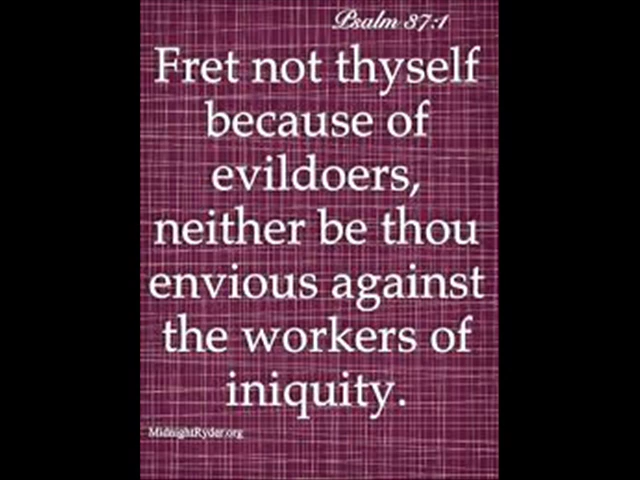 Psalm 37:1
Fret not thyself
because of
evildoers,
neither be thou
envious against
the workers of
iniquity.
MidnightRyder.org